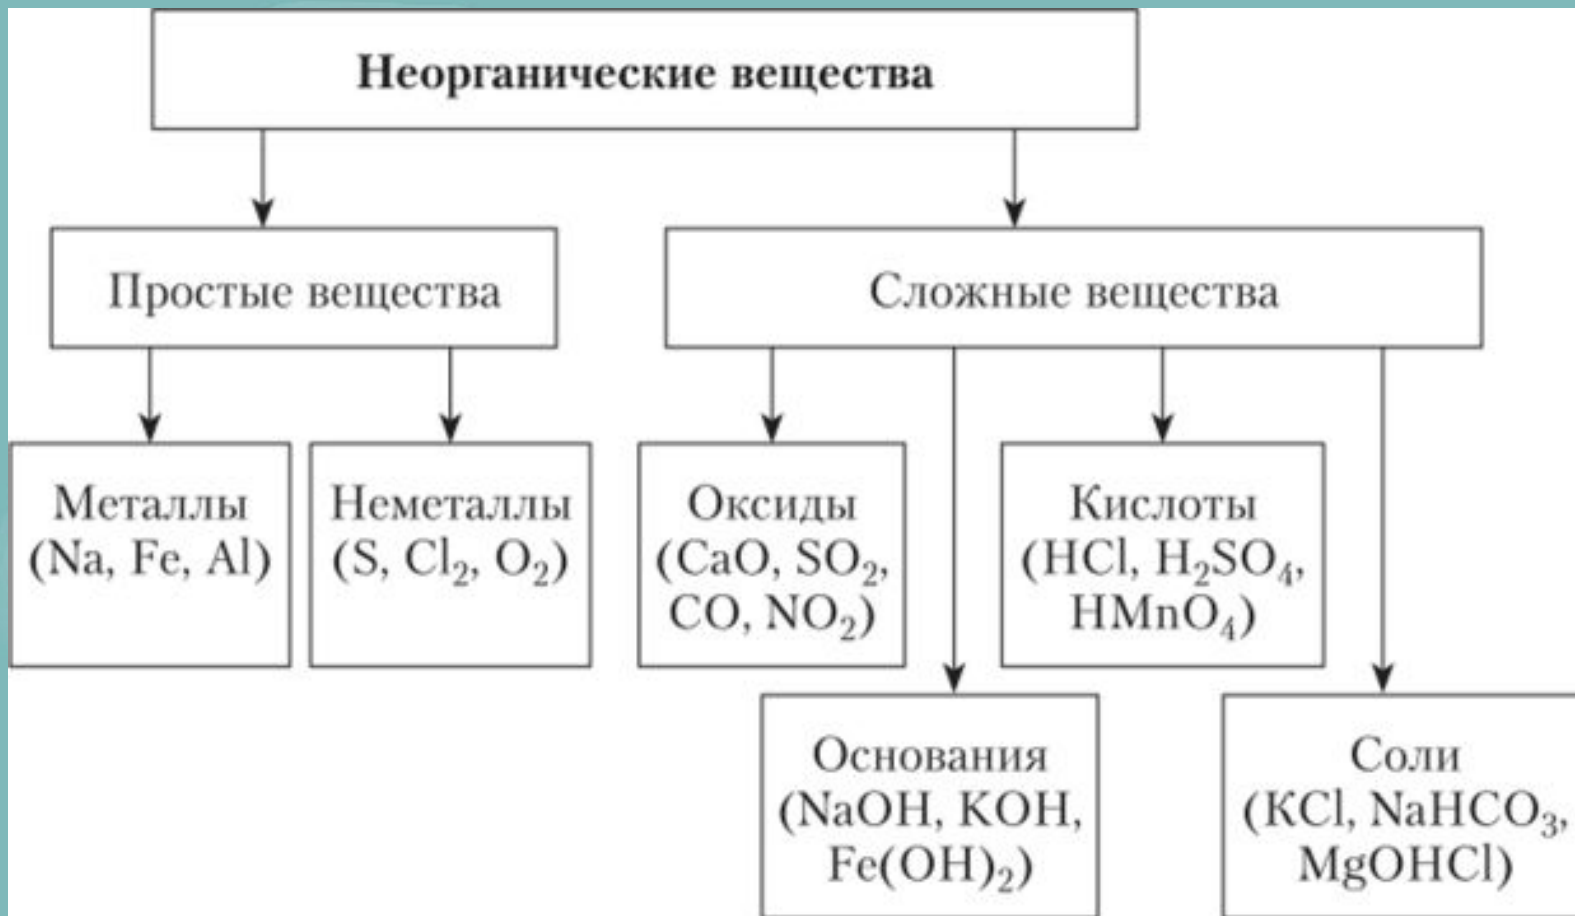 Неорганические вещества
Простые вещества
Сложные вещества
Металлы
(Na, Fe, Al)
Неметаллы
(S, Cl₂, O₂)
Оксиды
(CaO, SO₂,
CO, NO₂)
Кислоты
(HCl, H₂SO₄,
HMnO₄)
Основания
(NaOH, KOH,
Fe(OH)₂)
Соли
(KCl, NaHCO₃,
MgOHCl)